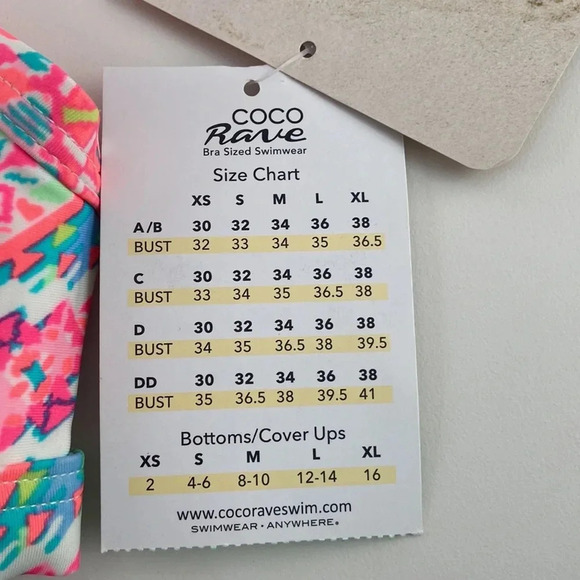 COCO
Rave
Bra Sized Swimwear
Size Chart
XS S M L XL
A/B 30 32 34 36 38
BUST 32 33 34 35 36.5
C 30 32 34 36 38
BUST 33 34 35 36.5 38
D 30 32 34 36 38
BUST 34 35 36.5 38 39.5
DD 30 32 34 36 38
BUST 35 36.5 38 39.5 41
Bottoms/Cover Ups
XS S M L XL
2 4-6 8-10 12-14 16
www.cocoraveswim.com
SWIMWEAR · ANYWHERE®